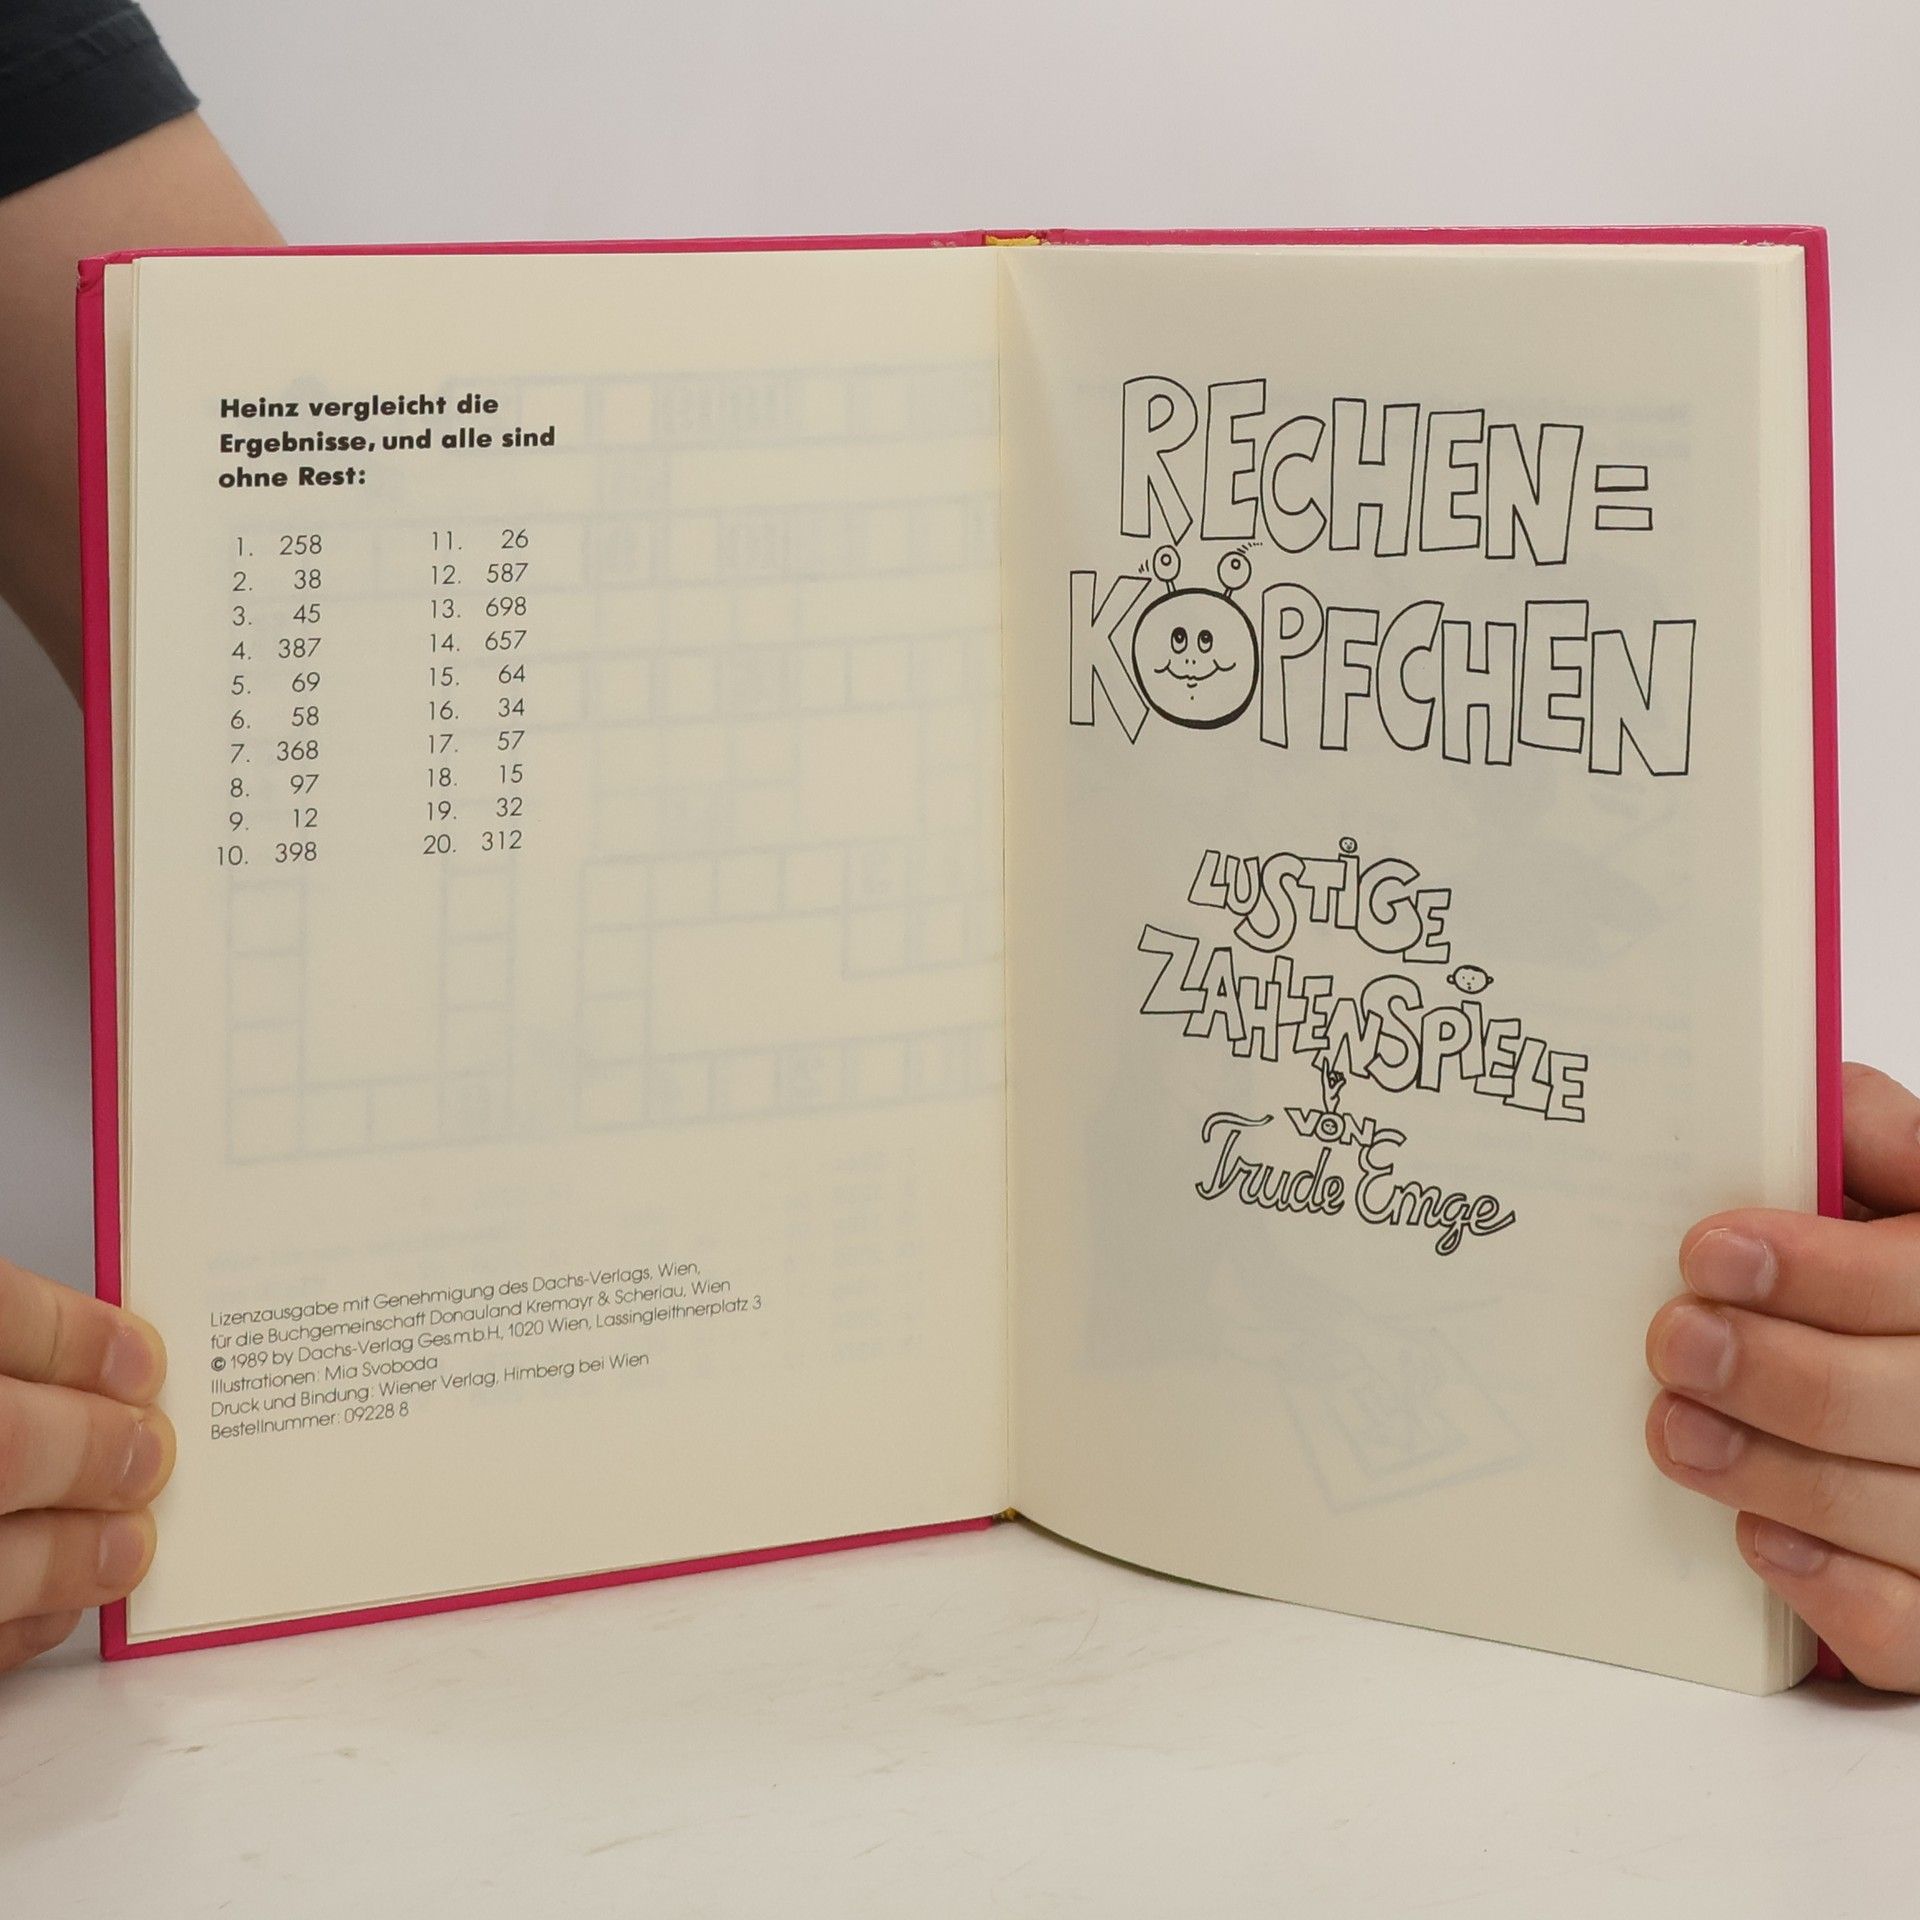 Heinz vergleicht die
Ergebnisse, und alle sind
ohne Rest:
1. 258
2. 38
3. 45
4. 387
5. 69
6. 58
7. 368
8. 97
9. 12
10. 398
11. 26
12. 587
13. 698
14. 657
15. 64
16. 34
17. 57
18. 15
19. 32
20. 312
Lizenzausgabe mit Genehmigung des Dachs-Verlags, Wien,
für die Buchgemeinschaft Donauland Kremayr & Scheriau, Wien
© 1989 by Dachs-Verlag Ges.m.b.H., 1020 Wien, Lassingleithnerplatz 3
Illustrationen: Mia Svoboda
Druck und Bindung: Wiener Verlag, Himberg bei Wien
Bestellnummer: 09228 8
RECHEN=
KÖPFCHEN
LUSTIGE
ZAHLENSPIELE
VON
Trude Emge